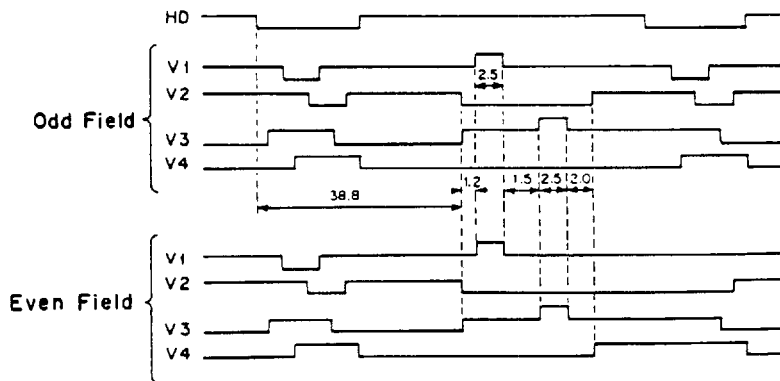 HD
V1
2.5
V2
Odd Field
V3
V4
1.2
1.5 2.5 2.0
38.8
V1
V2
Even Field
V3
V4